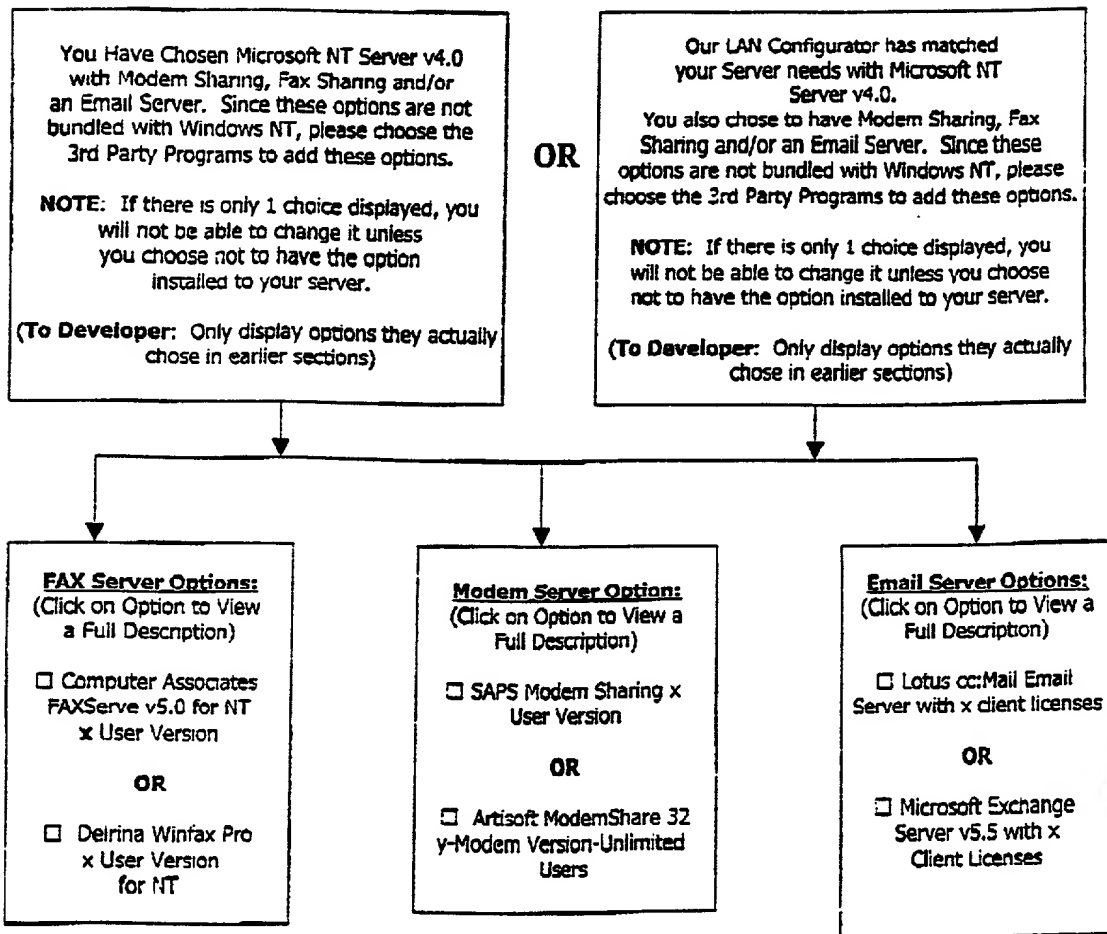 You Have Chosen Microsoft NT Server v4.0
with Modem Sharing, Fax Sharing and/or
an Email Server. Since these options are not
bundled with Windows NT, please choose the
3rd Party Programs to add these options.
NOTE: If there is only 1 choice displayed, you
will not be able to change it unless
you choose not to have the option
installed to your server.
(To Developer: Only display options they actually
chose in earlier sections)
OR
Our LAN Configurator has matched
your Server needs with Microsoft NT
Server v4.0.
You also chose to have Modem Sharing, Fax
Sharing and/or an Email Server. Since these
options are not bundled with Windows NT, please
choose the 3rd Party Programs to add these options.
NOTE: If there is only 1 choice displayed, you
will not be able to change it unless you choose
not to have the option installed to your server.
(To Developer: Only display options they actually
chose in earlier sections)
FAX Server Options:
(Click on Option to View
a Full Description)
☐ Computer Associates
FAXServe v5.0 for NT
x User Version
OR
☐ Delrina Winfax Pro
x User Version
for NT
Modem Server Option:
(Click on Option to View a
Full Description)
☐ SAPS Modem Sharing x
User Version
OR
☐ Artisoft ModemShare 32
y-Modem Version-Unlimited
Users
Email Server Options:
(Click on Option to View a
Full Description)
☐ Lotus cc:Mail Email
Server with x client licenses
OR
☐ Microsoft Exchange
Server v5.5 with x
Client Licenses